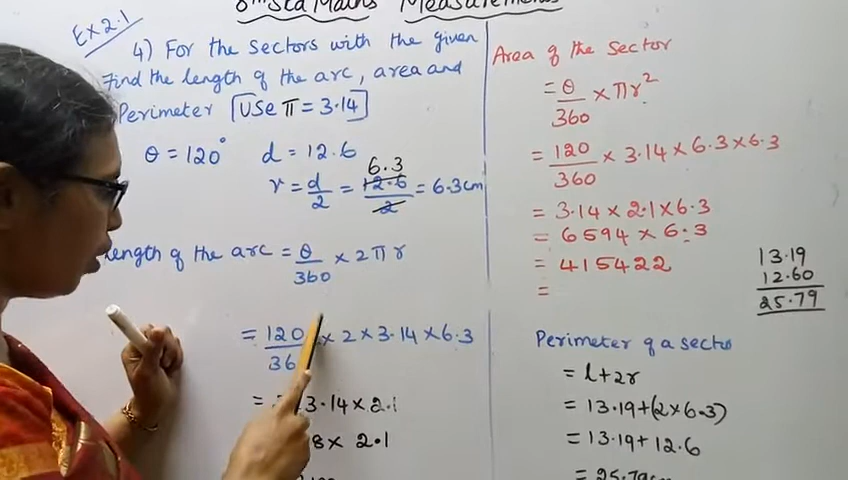 8th Std Maths Measurements
Ex 2.1
4) For the sectors with the given
Find the length of the arc, area and
Perimeter [use π = 3.14]
θ = 120° d = 12.6
r = d/2 = 12.6/2 = 6.3cm
6.3
length of the arc = θ/360 × 2πr
= 120/36 × 2 × 3.14 × 6.3
= 3.14 × 2.1
8 × 2.1
Area of the sector
= θ/360 × πr²
= 120/360 × 3.14 × 6.3 × 6.3
= 3.14 × 2.1 × 6.3
= 6594 × 6.3
= 415422
=
13.19
12.60
25.79
Perimeter of a secto
= l + 2r
= 13.19 + (2 × 6.3)
= 13.19 + 12.6
= 25.79cm